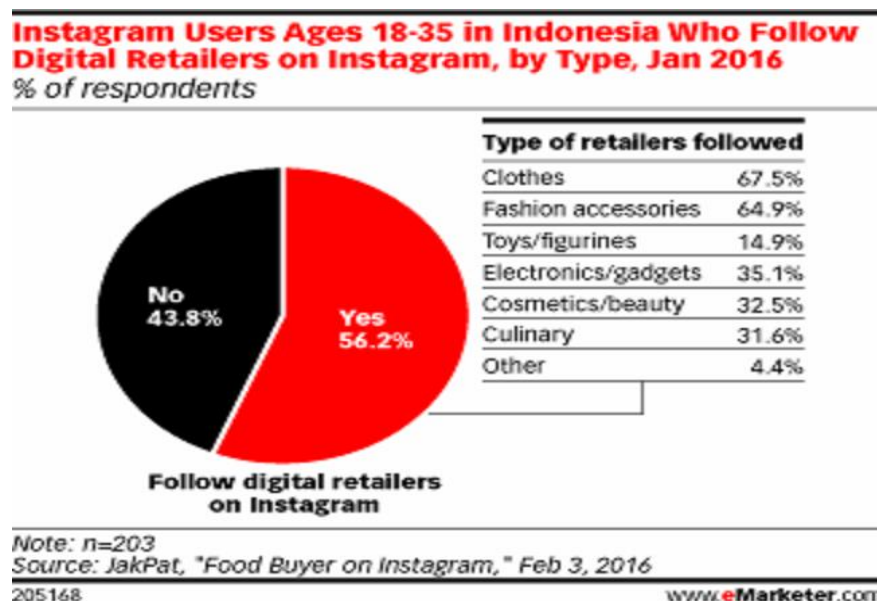 Instagram Users Ages 18-35 in Indonesia Who Follow
Digital Retailers on Instagram, by Type, Jan 2016
% of respondents
No
43.8%
Yes
56.2%
Follow digital retailers
on Instagram
Type of retailers followed
Clothes 67.5%
Fashion accessories 64.9%
Toys/figurines 14.9%
Electronics/gadgets 35.1%
Cosmetics/beauty 32.5%
Culinary 31.6%
Other 4.4%
Note: n=203
Source: JakPat, "Food Buyer on Instagram," Feb 3, 2016
205168 www.eMarketer.com